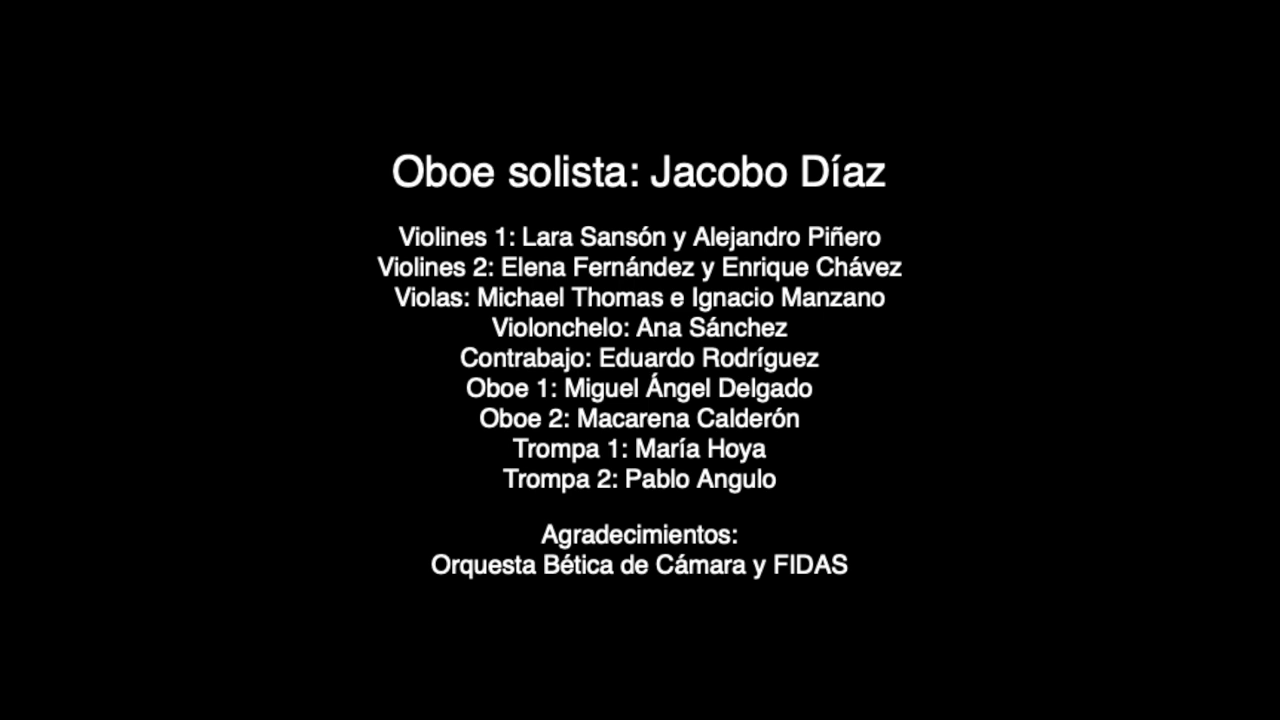 Oboe solista: Jacobo Díaz
Violines 1: Lara Sansón y Alejandro Piñero
Violines 2: Elena Fernández y Enrique Chávez
Violas: Michael Thomas e Ignacio Manzano
Violonchelo: Ana Sánchez
Contrabajo: Eduardo Rodríguez
Oboe 1: Miguel Ángel Delgado
Oboe 2: Macarena Calderón
Trompa 1: María Hoya
Trompa 2: Pablo Angulo
Agradecimientos:
Orquesta Bética de Cámara y FIDAS